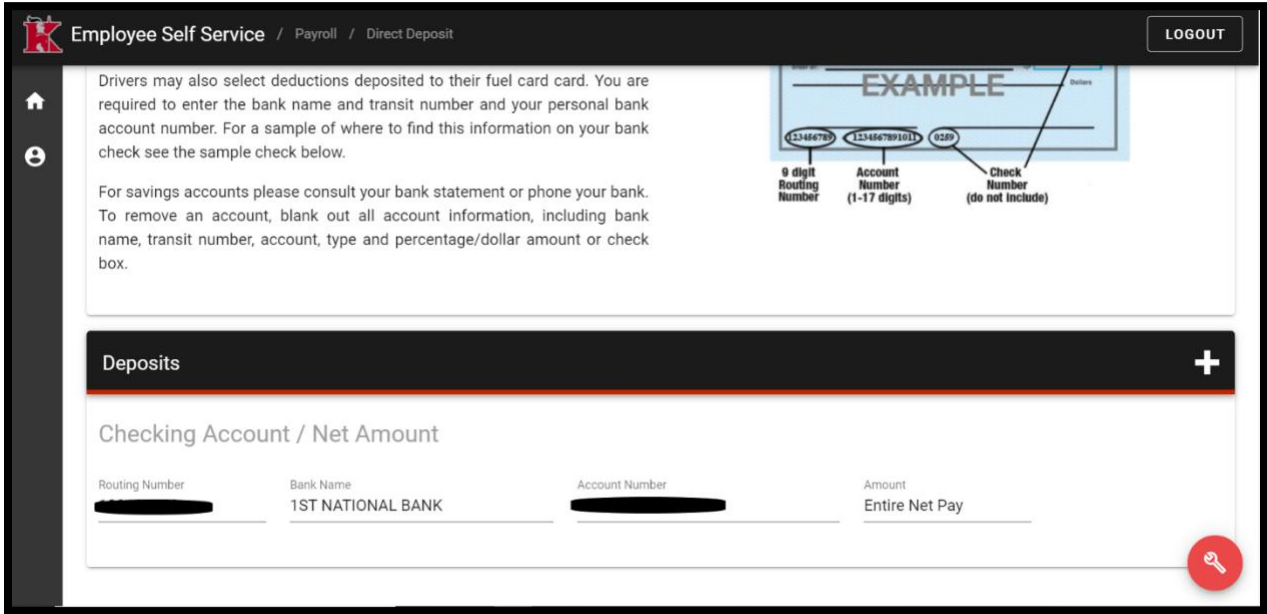 Employee Self Service / Payroll / Direct Deposit
LOGOUT
Drivers may also select deductions deposited to their fuel card card. You are
required to enter the bank name and transit number and your personal bank
account number. For a sample of where to find this information on your bank
check see the sample check below.
For savings accounts please consult your bank statement or phone your bank.
To remove an account, blank out all account information, including bank
name, transit number, account, type and percentage/dollar amount or check
box.
EXAMPLE
Dollars
123456789 1234567891011 0259
9 digit
Routing
Number
Account
Number
(1-17 digits)
Check
Number
(do not include)
Deposits
Checking Account / Net Amount
Routing Number
Bank Name
1ST NATIONAL BANK
Account Number
Amount
Entire Net Pay